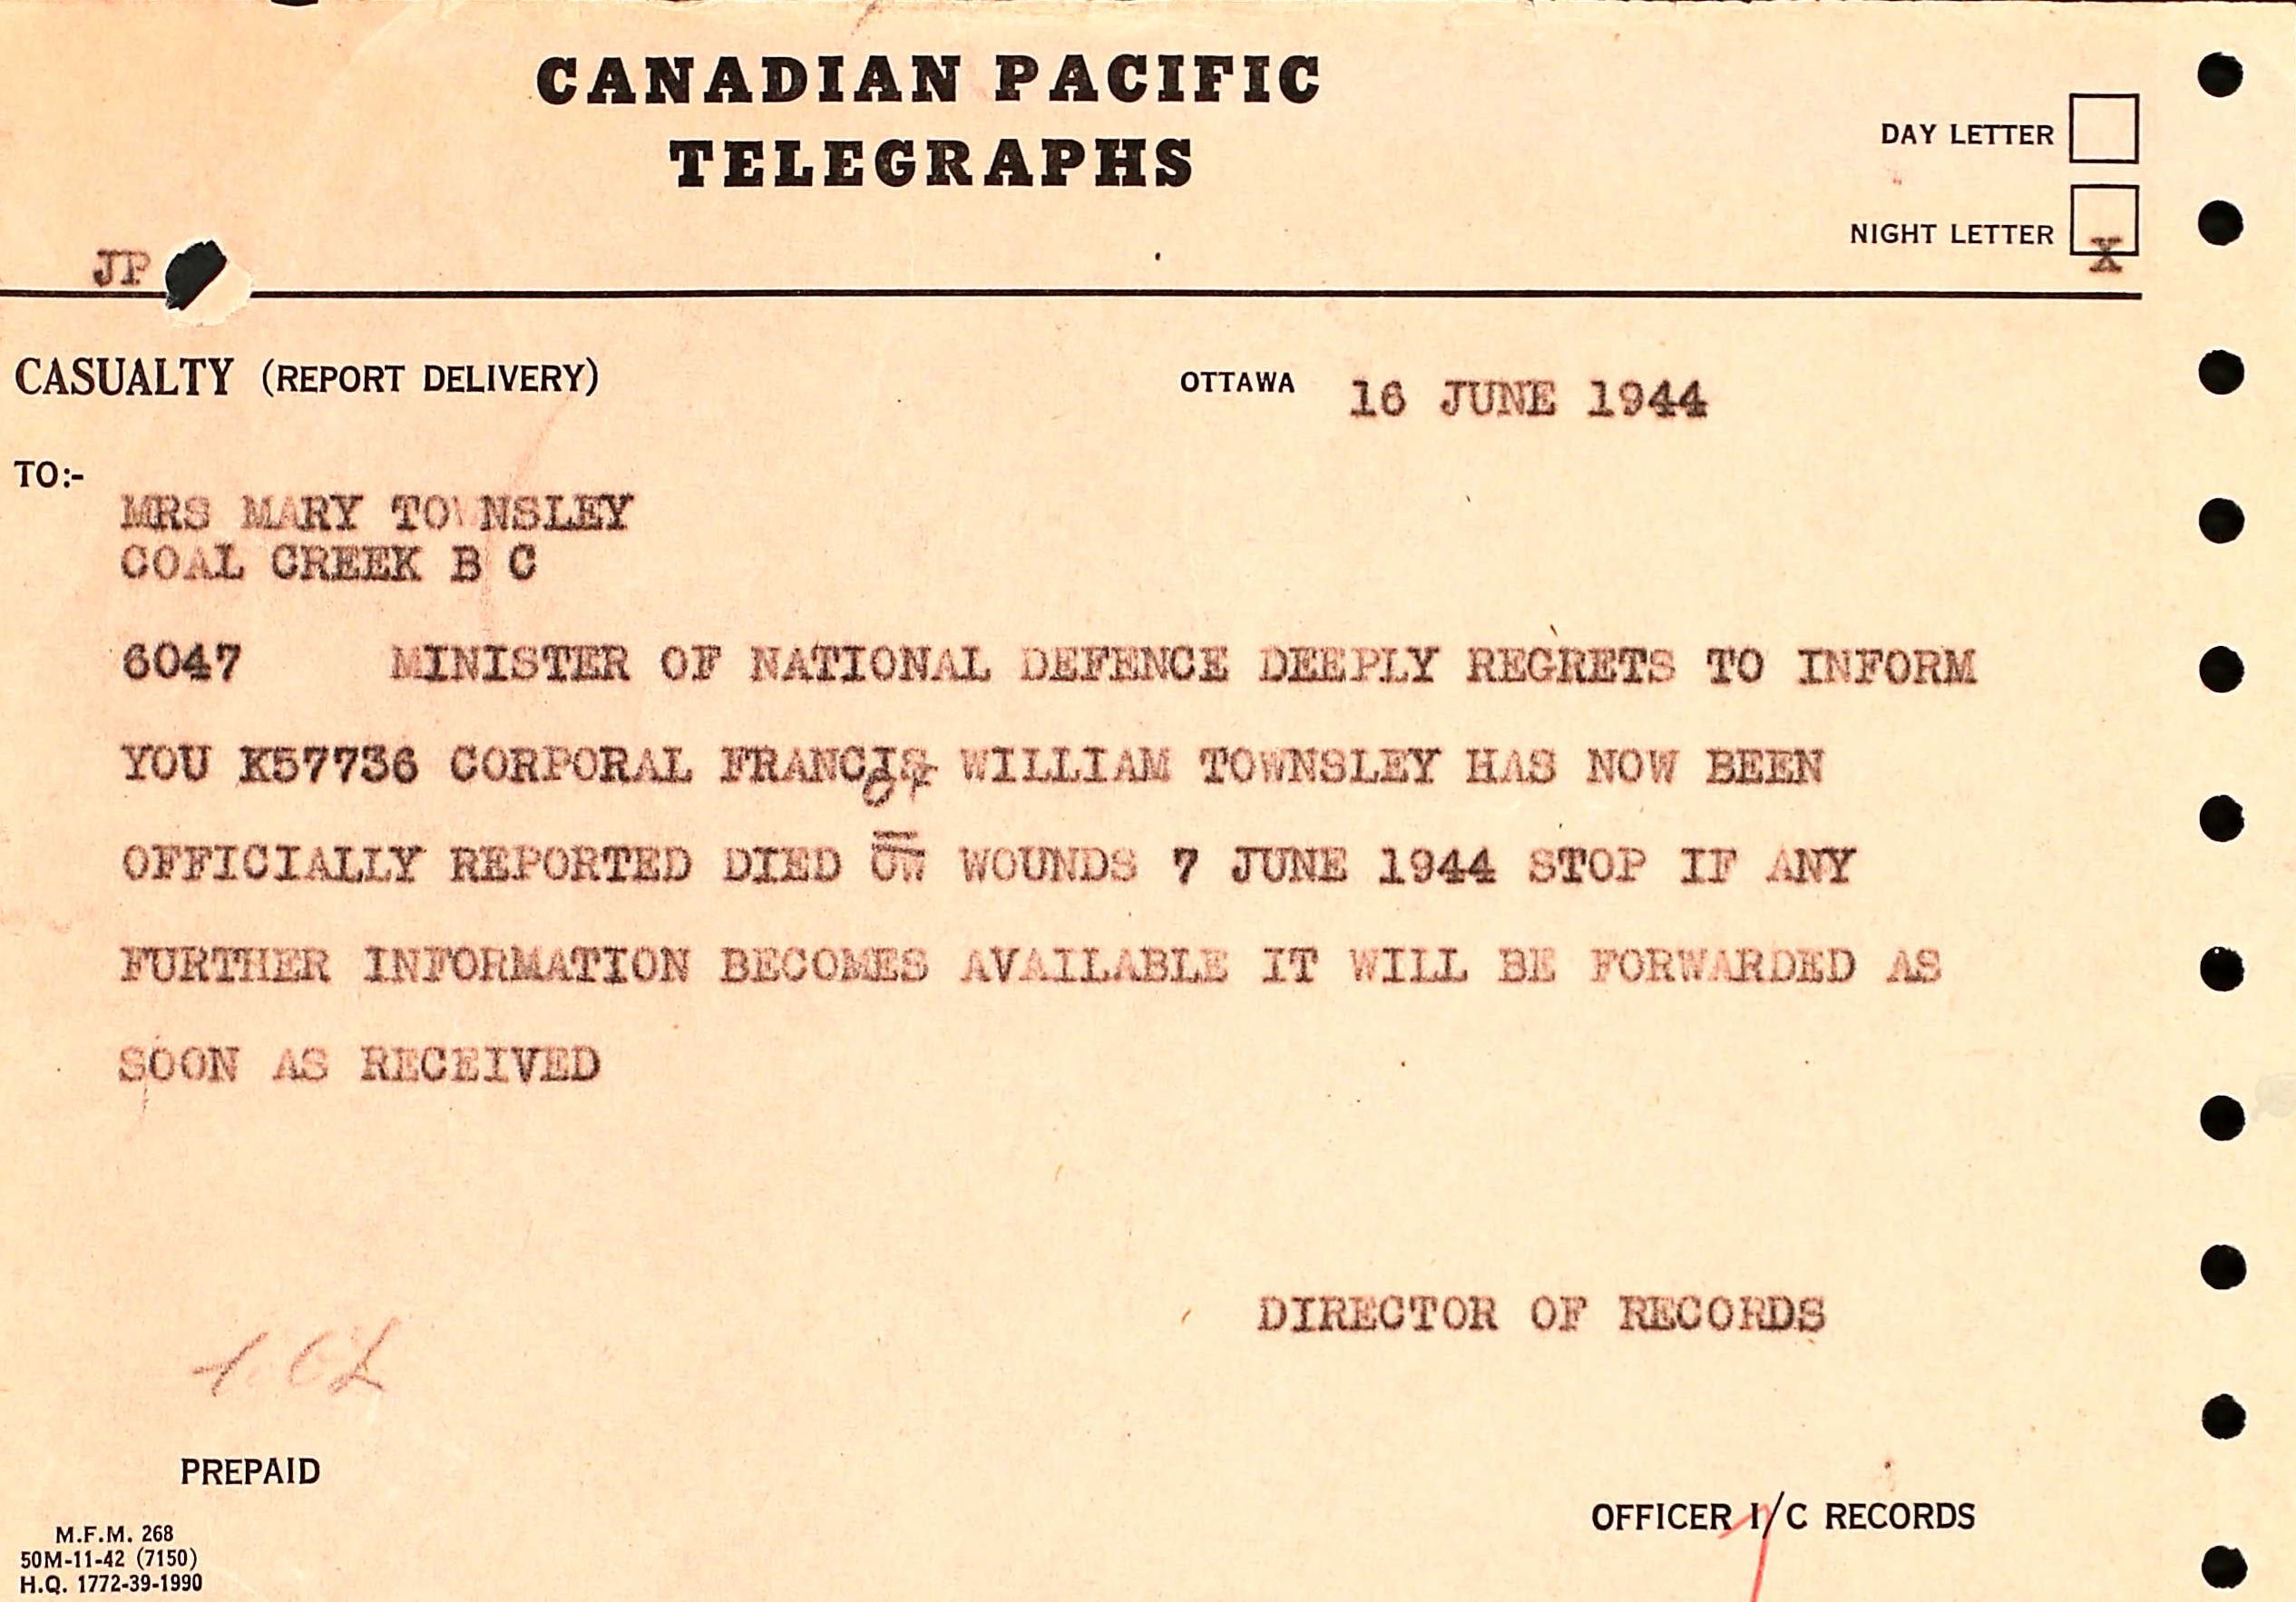 CANADIAN PACIFIC
TELEGRAPHS
DAY LETTER
NIGHT LETTER X
JP
CASUALTY (REPORT DELIVERY)
OTTAWA 16 JUNE 1944
TO:-
MRS MARY TOWNSLEY
COAL CREEK B C
6047 MINISTER OF NATIONAL DEFENCE DEEPLY REGRETS TO INFORM
YOU K57736 CORPORAL FRANCIS WILLIAM TOWNSLEY HAS NOW BEEN
OFFICIALLY REPORTED DIED OW WOUNDS 7 JUNE 1944 STOP IF ANY
FURTHER INFORMATION BECOMES AVAILABLE IT WILL BE FORWARDED AS
SOON AS RECEIVED
DIRECTOR OF RECORDS
PREPAID
OFFICER I/C RECORDS
M.F.M. 268
50M-11-42 (7150)
H.Q. 1772-39-1990